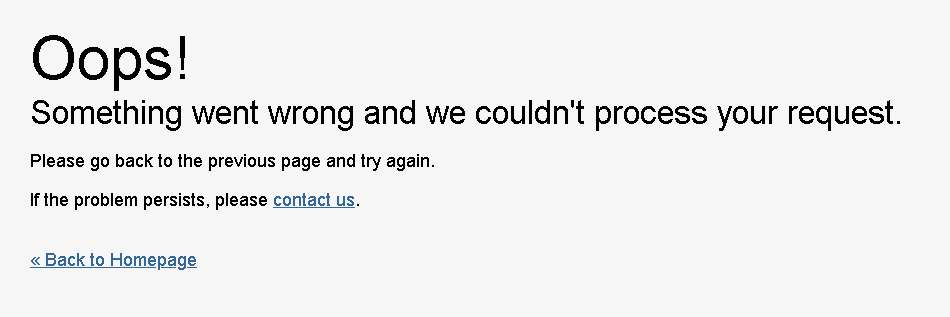 Oops!
Something went wrong and we couldn't process your request.
Please go back to the previous page and try again.
If the problem persists, please contact us.
« Back to Homepage